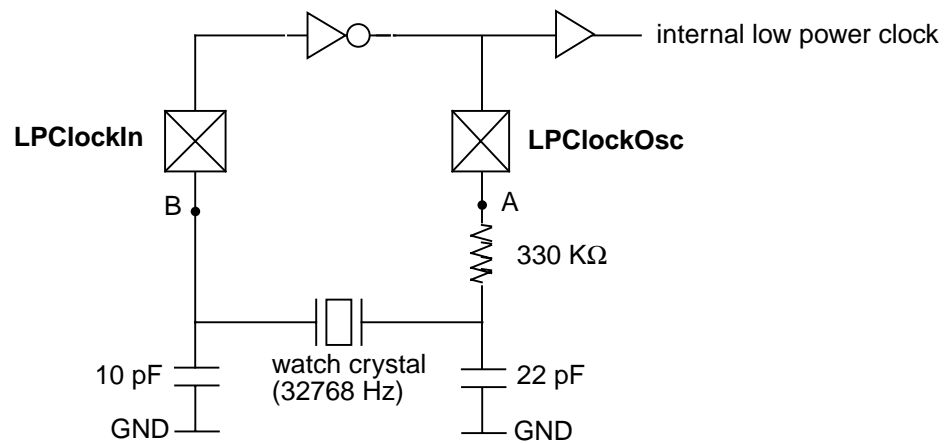 internal low power clock
LPClockIn
LPClockOsc
B
A
330 KΩ
10 pF
watch crystal
(32768 Hz)
22 pF
GND
GND